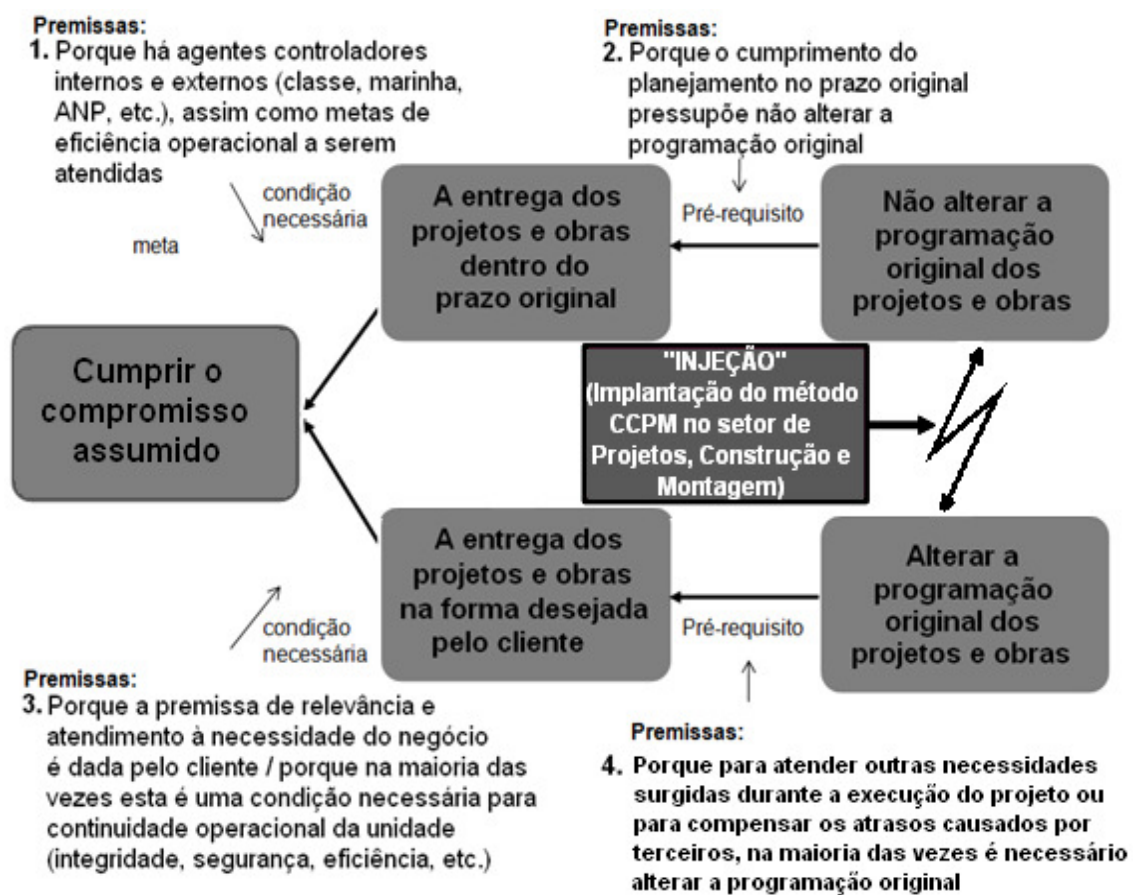 Premissas:
1. Porque há agentes controladores
internos e externos (classe, marinha,
ANP, etc.), assim como metas de
eficiência operacional a serem
atendidas
Premissas:
2. Porque o cumprimento do
planejamento no prazo original
pressupõe não alterar a
programação original
condição
necessária
meta
A entrega dos
projetos e obras
dentro do
prazo original
Pré-requisito
Não alterar a
programação
original dos
projetos e obras
Cumprir o
compromisso
assumido
"INJEÇÃO"
(Implantação do método
CCPM no setor de
Projetos, Construção e
Montagem)
A entrega dos
projetos e obras
na forma desejada
pelo cliente
Pré-requisito
Alterar a
programação
original dos
projetos e obras
condição
necessária
Premissas:
3. Porque a premissa de relevância e
atendimento à necessidade do negócio
é dada pelo cliente / porque na maioria das
vezes esta é uma condição necessária para
continuidade operacional da unidade
(integridade, segurança, eficiência, etc.)
Premissas:
4. Porque para atender outras necessidades
surgidas durante a execução do projeto ou
para compensar os atrasos causados por
terceiros, na maioria das vezes é necessário
alterar a programação original